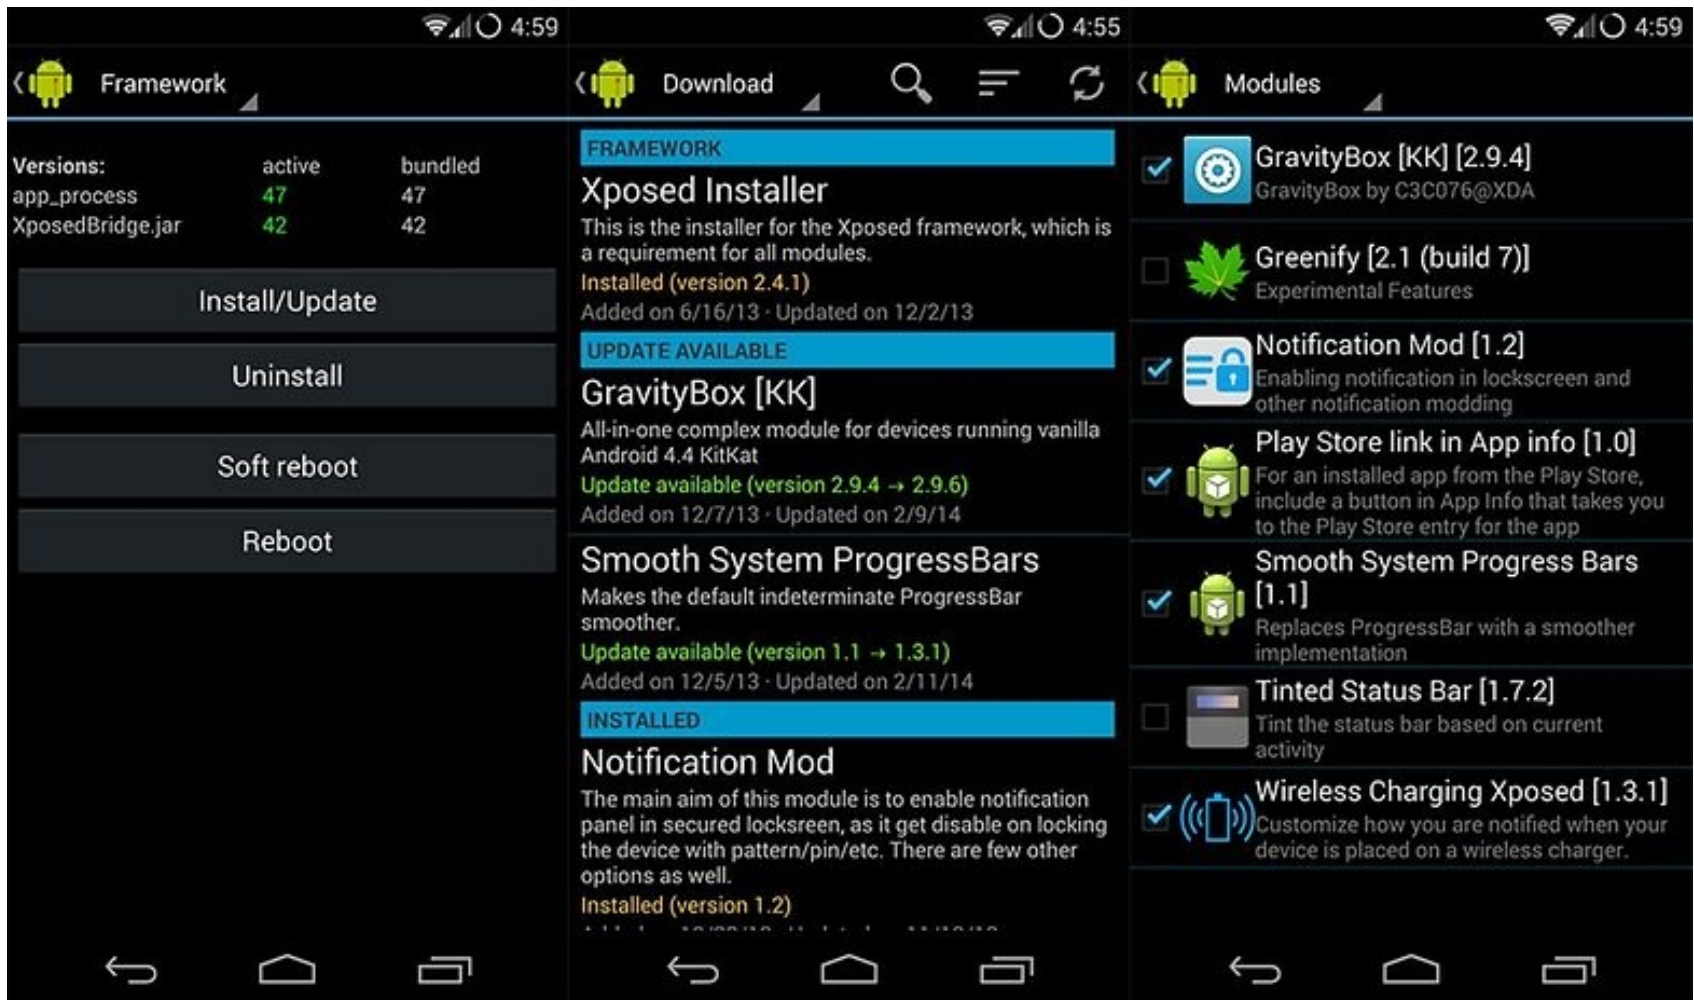 4:59
Framework
Versions: active bundled
app_process 47 47
XposedBridge.jar 42 42
Install/Update
Uninstall
Soft reboot
Reboot
4:55
Download
FRAMEWORK
Xposed Installer
This is the installer for the Xposed framework, which is
a requirement for all modules.
Installed (version 2.4.1)
Added on 6/16/13 · Updated on 12/2/13
UPDATE AVAILABLE
GravityBox [KK]
All-in-one complex module for devices running vanilla
Android 4.4 KitKat
Update available (version 2.9.4 → 2.9.6)
Added on 12/7/13 · Updated on 2/9/14
Smooth System ProgressBars
Makes the default indeterminate ProgressBar
smoother.
Update available (version 1.1 → 1.3.1)
Added on 12/5/13 · Updated on 2/11/14
INSTALLED
Notification Mod
The main aim of this module is to enable notification
panel in secured locksreen, as it get disable on locking
the device with pattern/pin/etc. There are few other
options as well.
Installed (version 1.2)
4:59
Modules
GravityBox [KK] [2.9.4]
GravityBox by C3C076@XDA
Greenify [2.1 (build 7)]
Experimental Features
Notification Mod [1.2]
Enabling notification in lockscreen and
other notification modding
Play Store link in App info [1.0]
For an installed app from the Play Store,
include a button in App Info that takes you
to the Play Store entry for the app
Smooth System Progress Bars
[1.1]
Replaces ProgressBar with a smoother
implementation
Tinted Status Bar [1.7.2]
Tint the status bar based on current
activity
Wireless Charging Xposed [1.3.1]
Customize how you are notified when your
device is placed on a wireless charger.